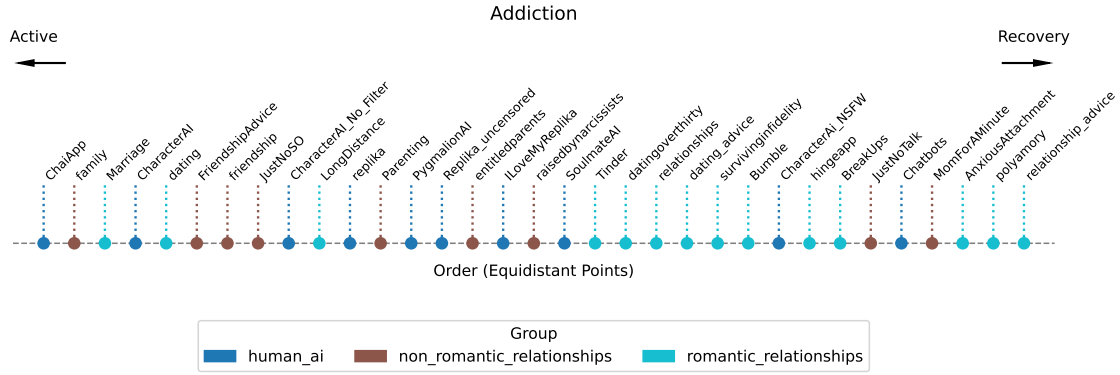 Addiction
Active
Recovery
ChaiApp
family
Marriage
CharacterAI
dating
FriendshipAdvice
friendship
JustNoSO
CharacterAI_No_Filter
LongDistance
replika
Parenting
PygmalionAI
Replika_uncensored
entitledparents
ILoveMyReplika
raisedbynarcissists
SoulmateAI
Tinder
datingoverthirty
relationships
dating_advice
survivinginfidelity
Bumble
CharacterAi_NSFW
hingeapp
BreakUps
JustNoTalk
Chatbots
MomForAMinute
AnxiousAttachment
polyamory
relationship_advice
Order (Equidistant Points)
Group
human_ai non_romantic_relationships romantic_relationships